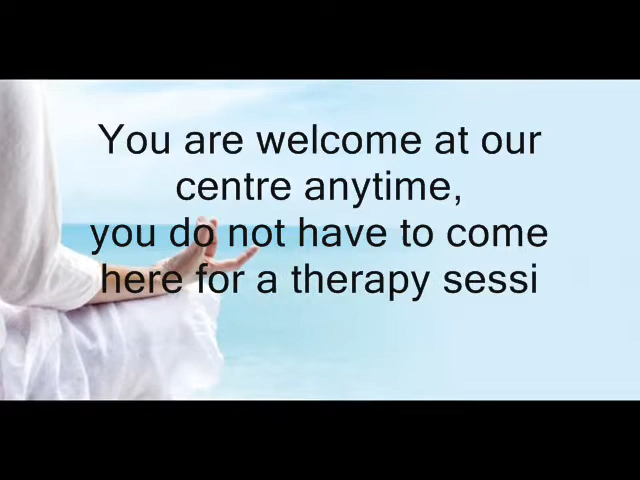 You are welcome at our
centre anytime,
you do not have to come
here for a therapy sessi